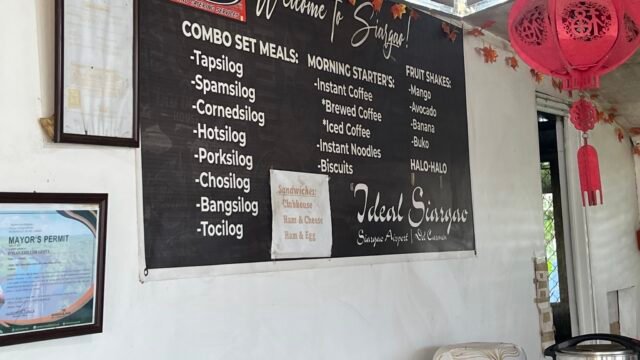 Welcome To Siargao!
COMBO SET MEALS:
-Tapsilog
-Spamsilog
-Cornedsilog
-Hotsilog
-Porksilog
-Chosilog
-Bangsilog
-Tocilog
MORNING STARTER'S:
-Instant Coffee
*Brewed Coffee
*Iced Coffee
-Instant Noodles
-Biscuits
FRUIT SHAKES:
-Mango
-Avocado
-Banana
-Buko
HALO-HALO
Sandwiches:
Clubhouse
Ham & Cheese
Ham & Egg
Ideal Siargao
Siargao Airport | Del Carmen
MAYOR'S PERMIT